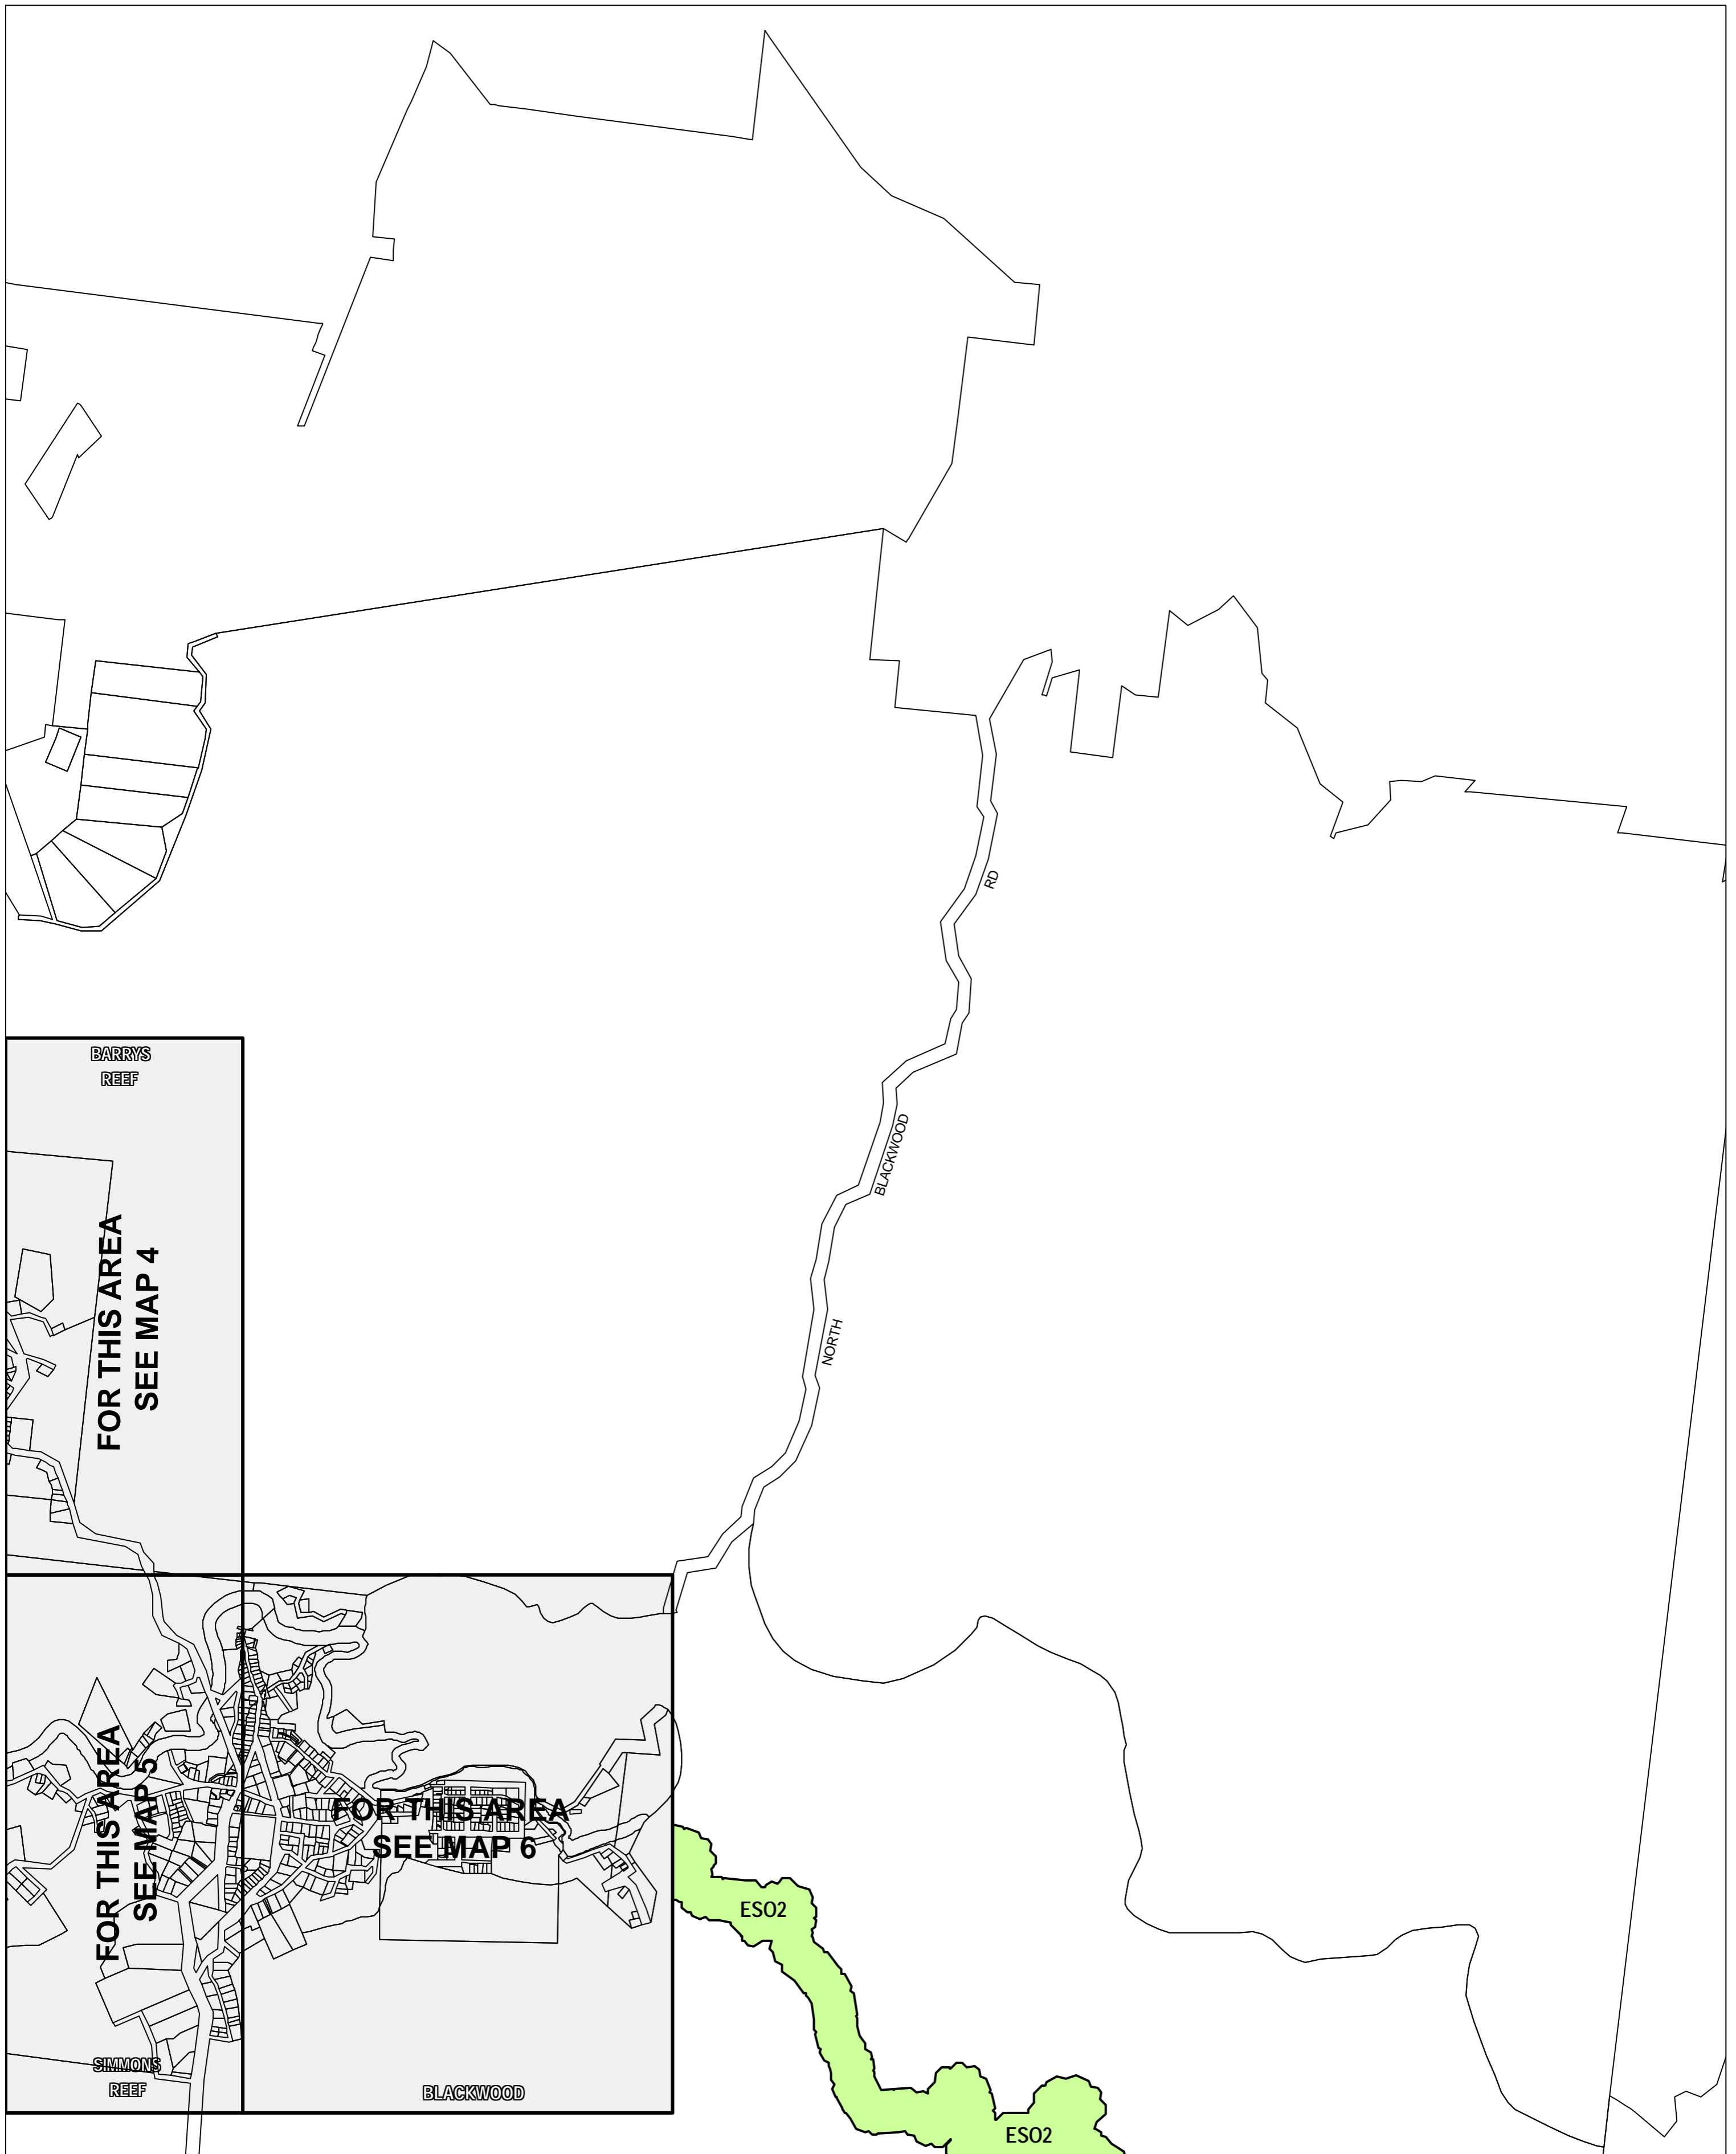 RD
BARRYS
REEF
BLACKWOOD
FOR THIS AREA
SEE MAP 4
NORTH
FOR THIS AREA
SEE MAP 5
FOR THIS AREA
SEE MAP 6
ESO2
SIMMONS
REEF
BLACKWOOD
ESO2